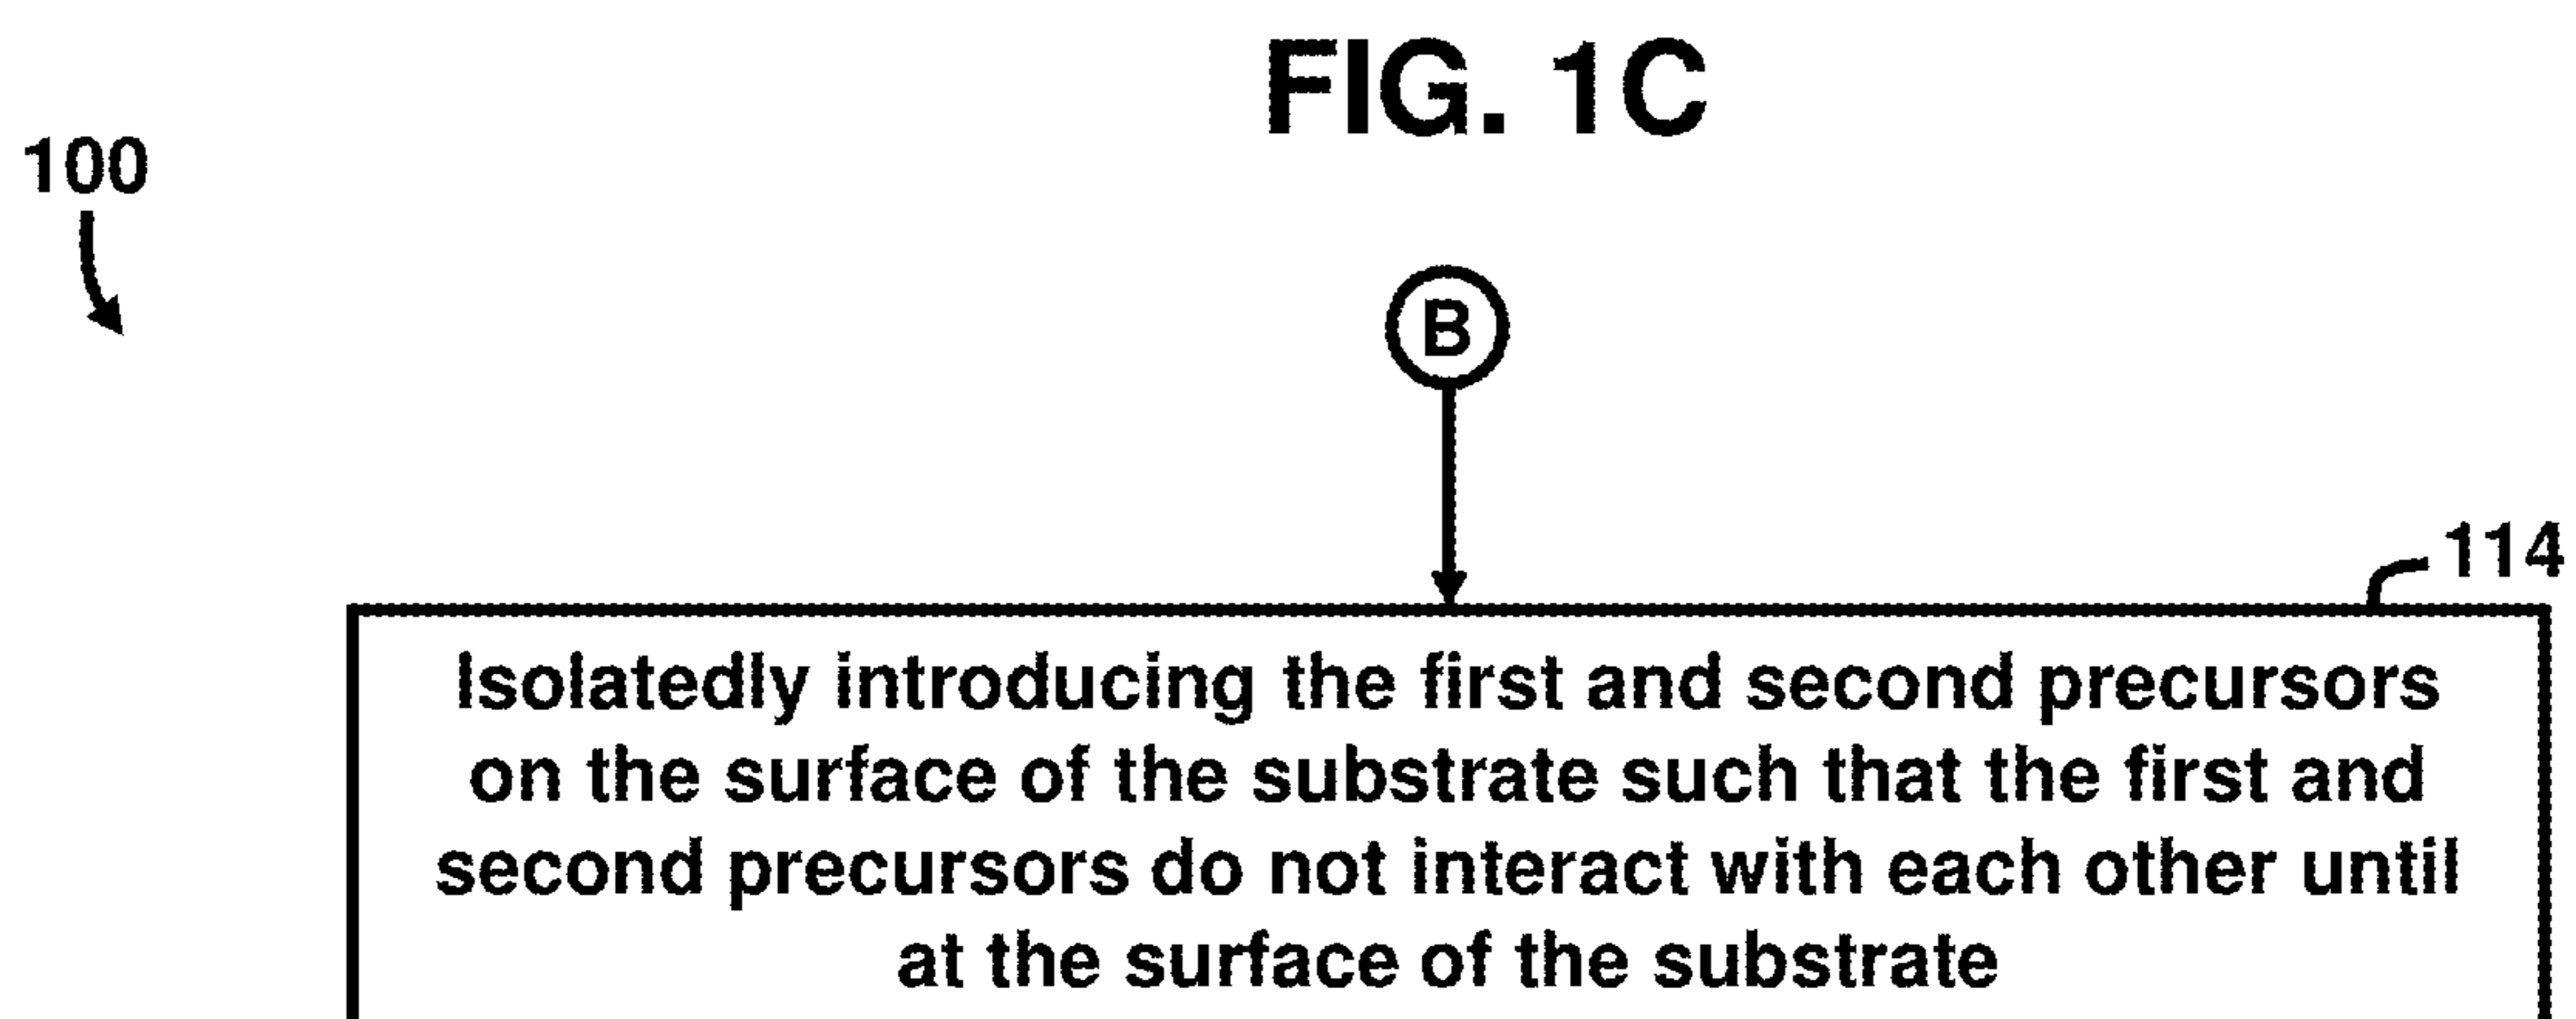 FIG. 1C
100
B
114
Isolatedly introducing the first and second precursors
on the surface of the substrate such that the first and
second precursors do not interact with each other until
at the surface of the substrate